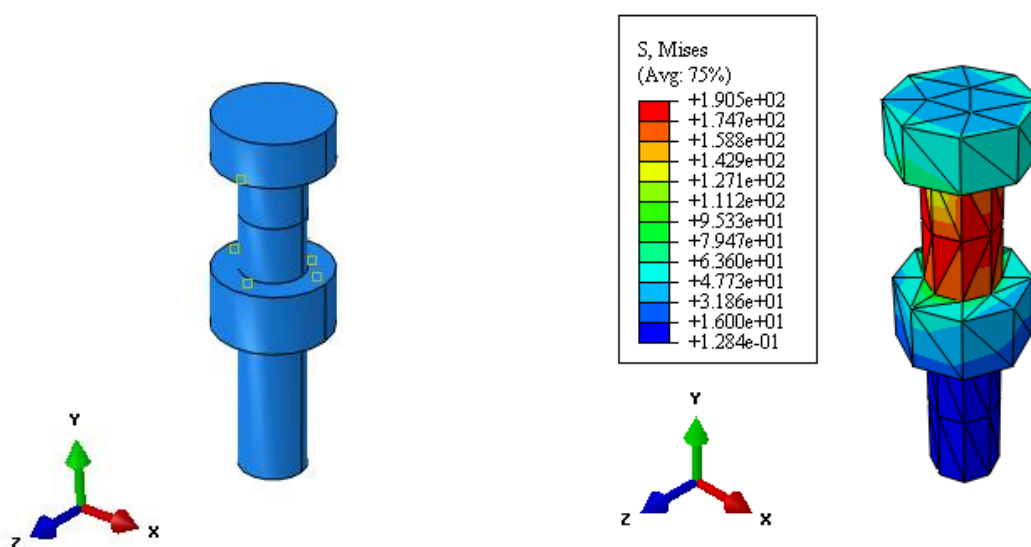 S, Mises
(Avg: 75%)
+1.905e+02
+1.747e+02
+1.588e+02
+1.429e+02
+1.271e+02
+1.112e+02
+9.533e+01
+7.947e+01
+6.360e+01
+4.773e+01
+3.186e+01
+1.600e+01
+1.284e-01
Y
Z
X
Y
Z
X